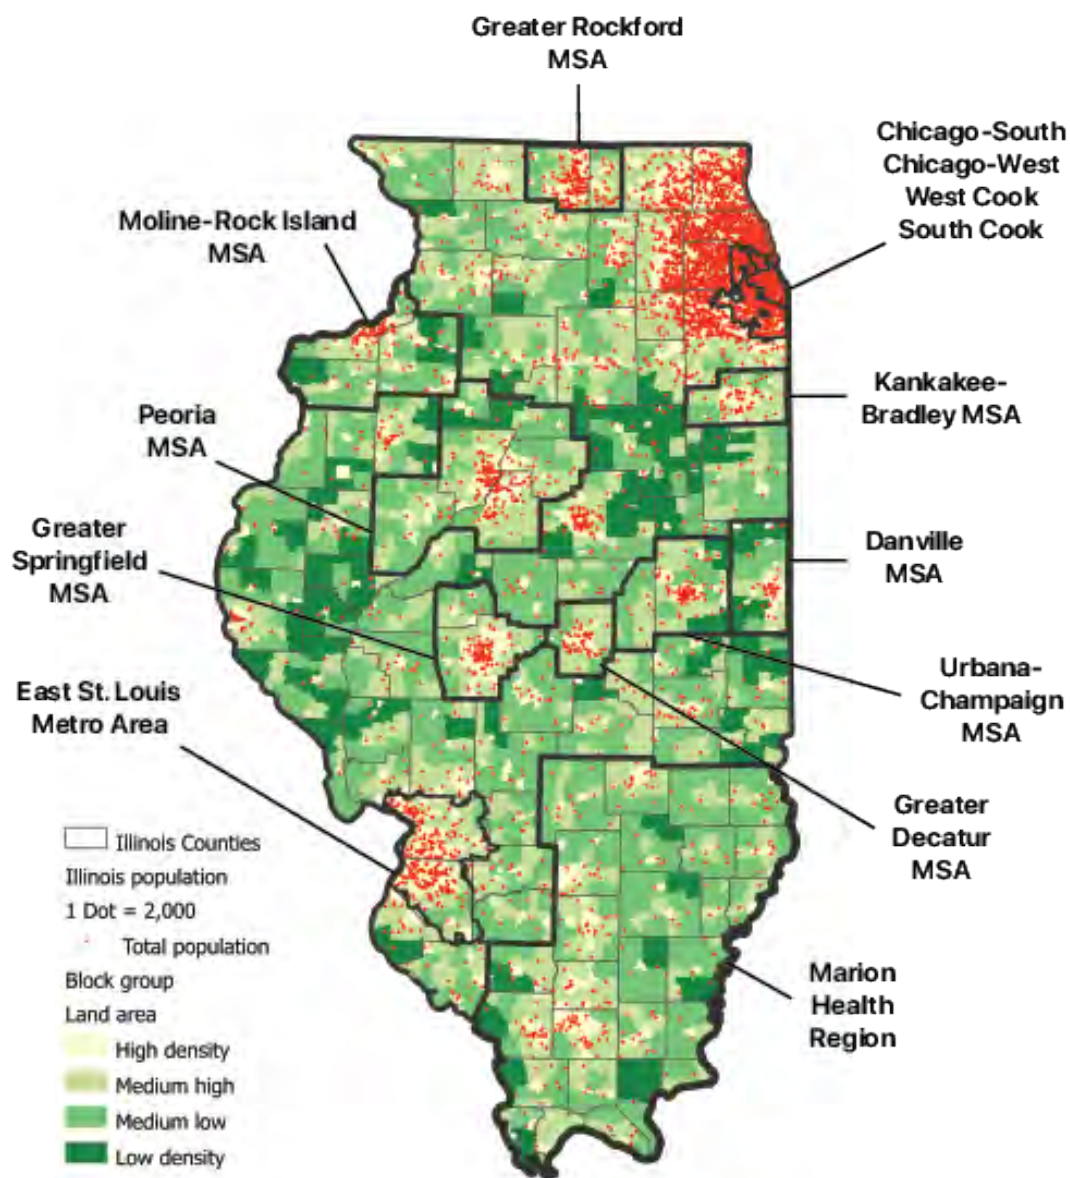 Greater Rockford
MSA
Chicago-South
Chicago-West
West Cook
South Cook
Moline-Rock Island
MSA
Kankakee-
Bradley MSA
Peoria
MSA
Greater
Springfield
MSA
Danville
MSA
Urbana-
Champaign
MSA
East St. Louis
Metro Area
Greater
Decatur
MSA
Marion
Health
Region
Illinois Counties
Illinois population
1 Dot = 2,000
Total population
Block group
Land area
High density
Medium high
Medium low
Low density